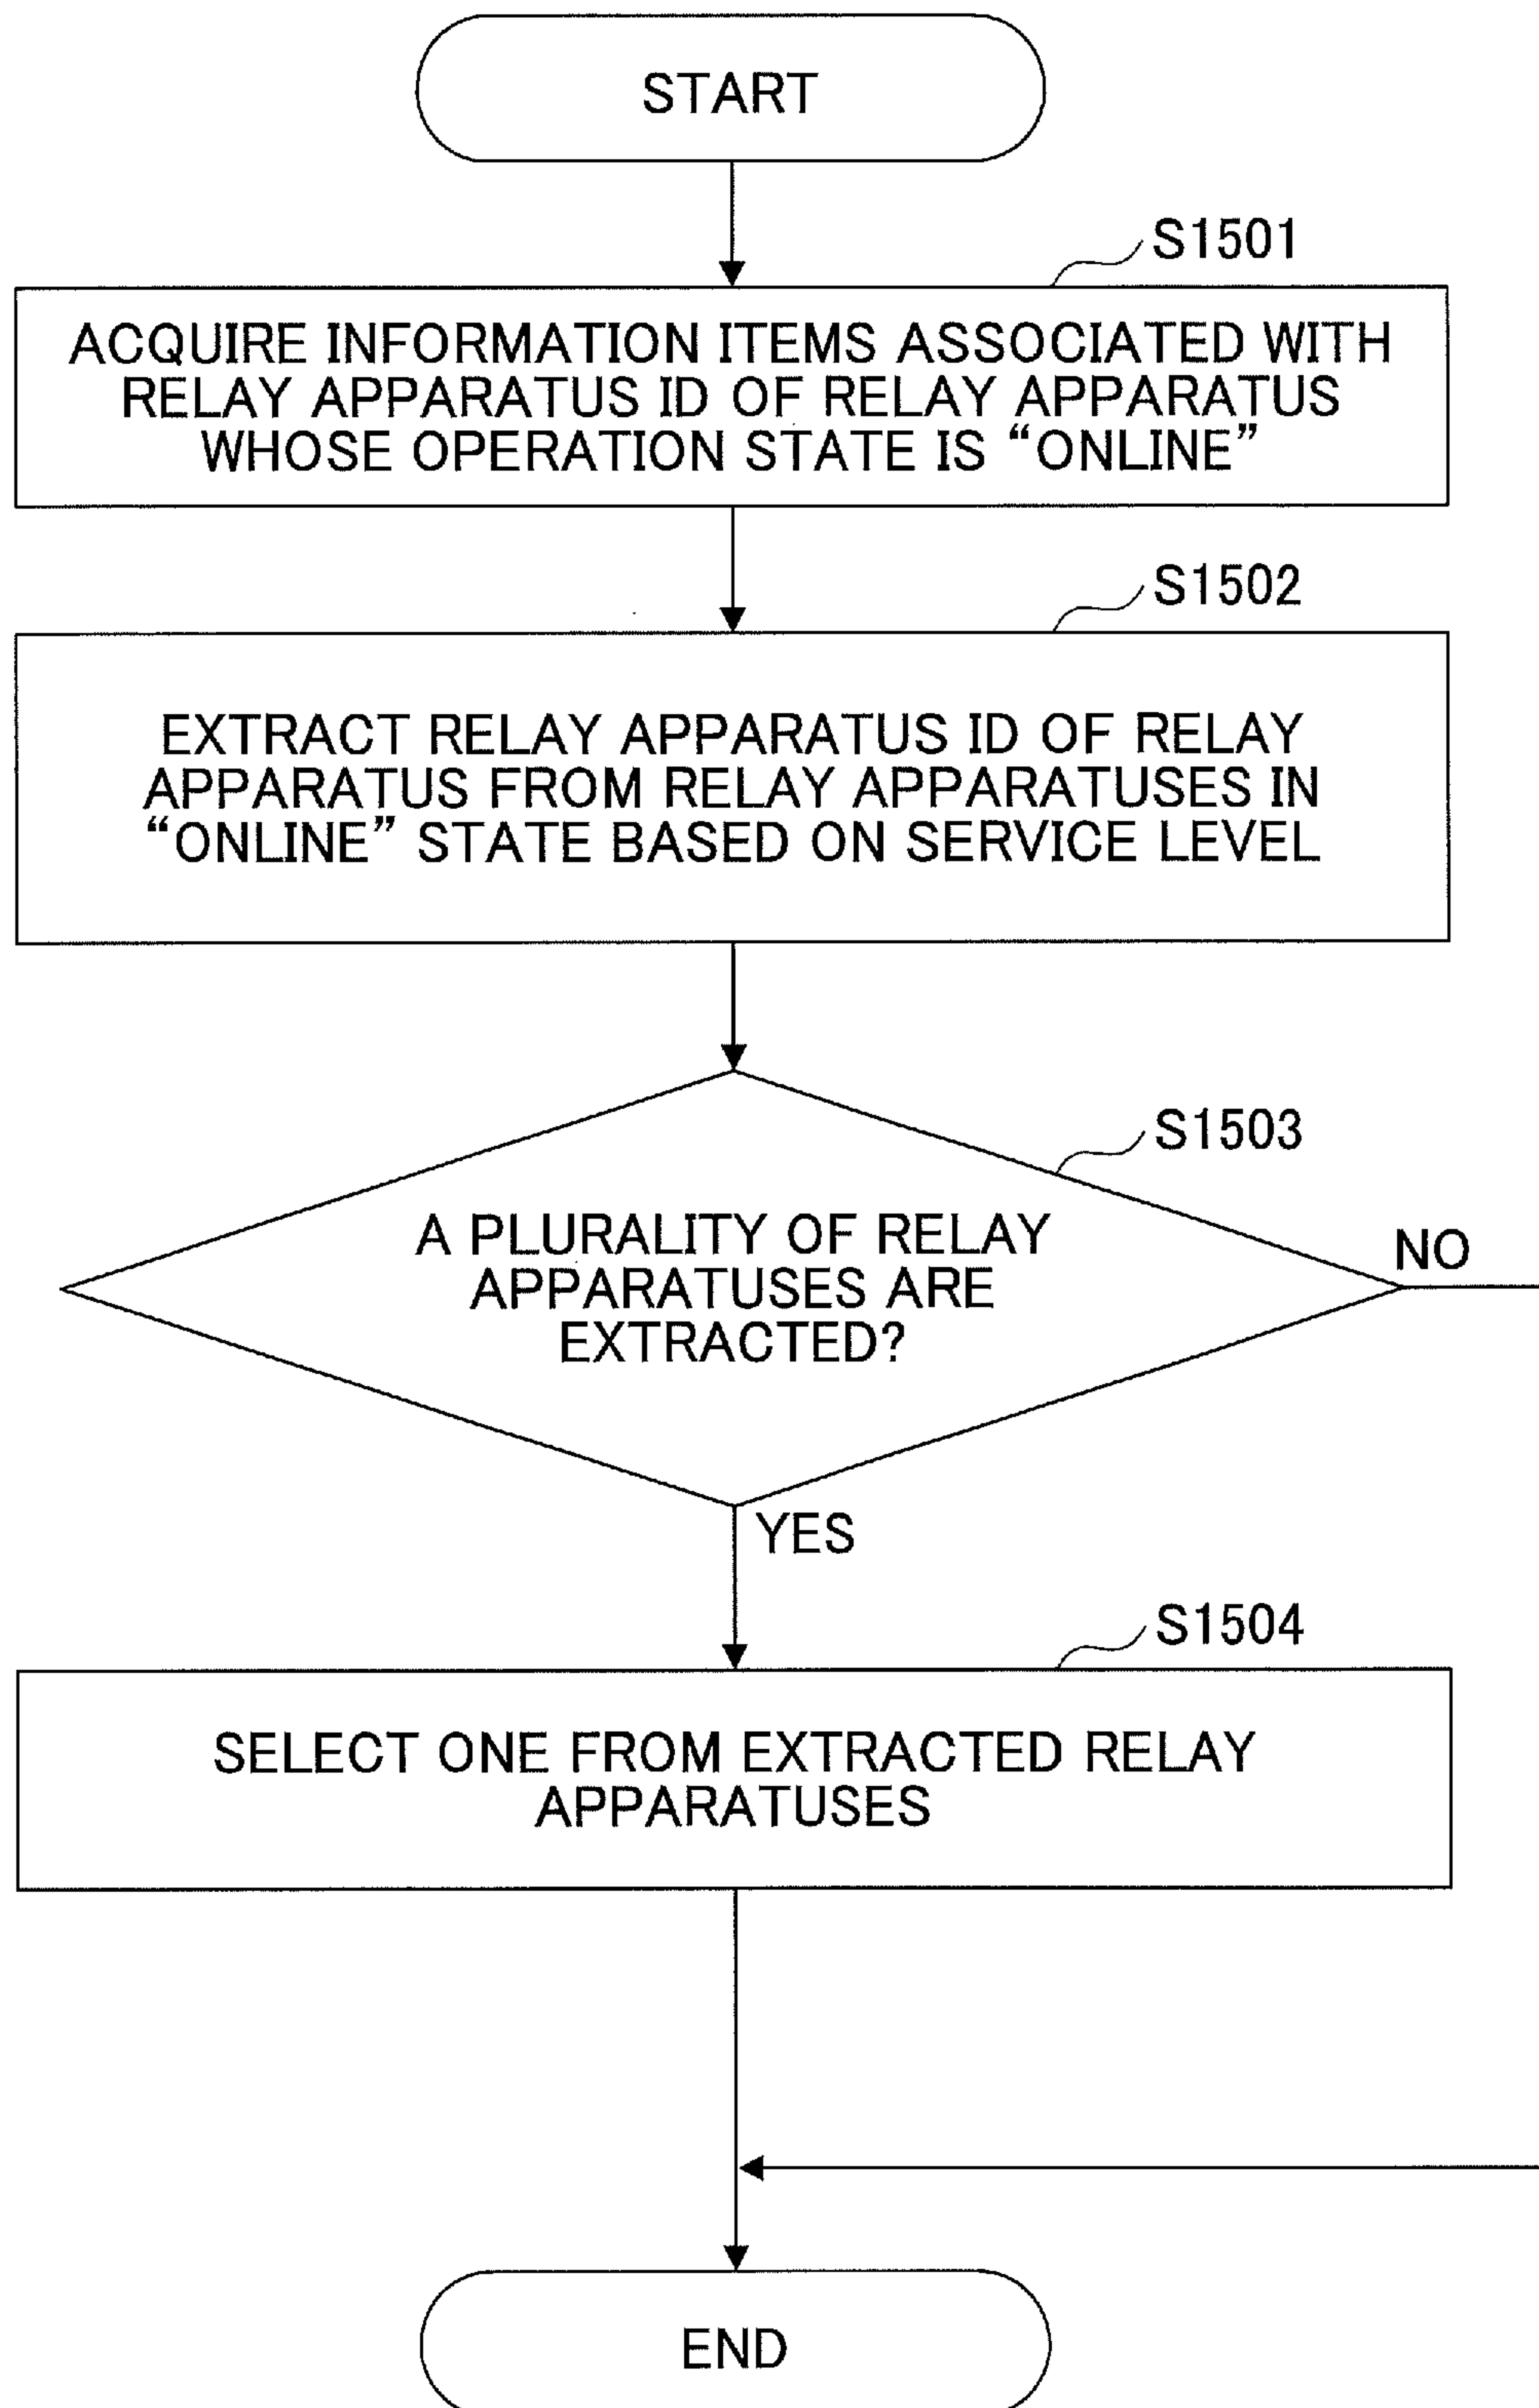 START
S1501
ACQUIRE INFORMATION ITEMS ASSOCIATED WITH
RELAY APPARATUS ID OF RELAY APPARATUS
WHOSE OPERATION STATE IS “ONLINE”
S1502
EXTRACT RELAY APPARATUS ID OF RELAY
APPARATUS FROM RELAY APPARATUSES IN
“ONLINE” STATE BASED ON SERVICE LEVEL
S1503
A PLURALITY OF RELAY
APPARATUSES ARE
EXTRACTED?
NO
YES
S1504
SELECT ONE FROM EXTRACTED RELAY
APPARATUSES
END